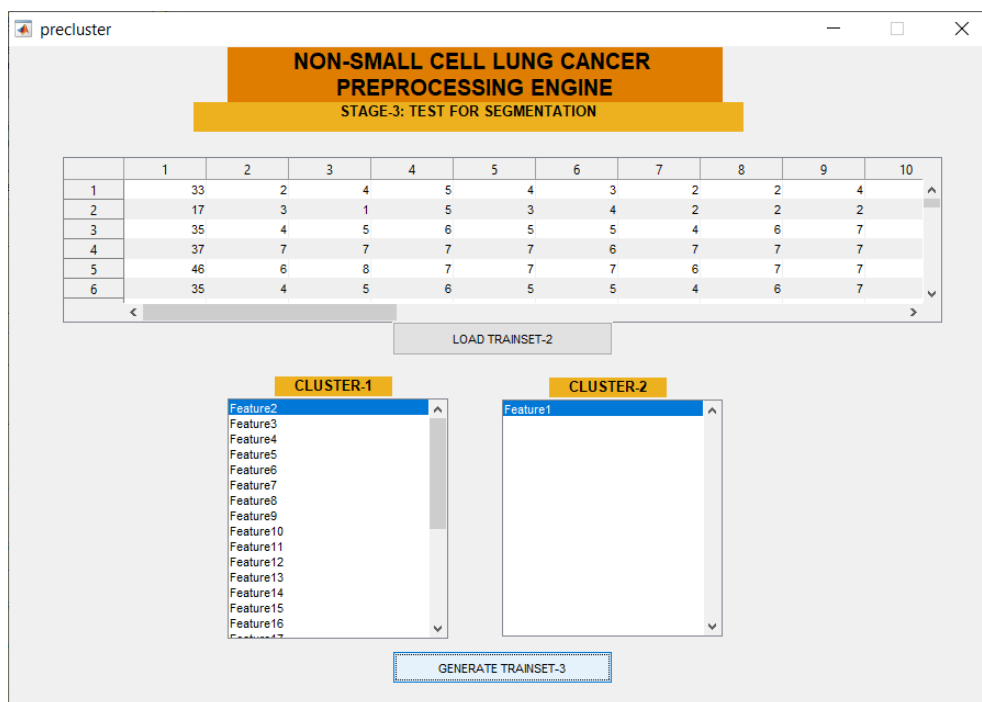 precluster
NON-SMALL CELL LUNG CANCER
PREPROCESSING ENGINE
STAGE-3: TEST FOR SEGMENTATION
1 2 3 4 5 6 7 8 9 10
1 33 2 4 5 4 3 2 2 4
2 17 3 1 5 3 4 2 2 2
3 35 4 5 6 5 5 4 6 7
4 37 7 7 7 7 6 7 7 7
5 46 6 8 7 7 7 6 7 7
6 35 4 5 6 5 5 4 6 7
LOAD TRAINSET-2
CLUSTER-1
Feature2
Feature3
Feature4
Feature5
Feature6
Feature7
Feature8
Feature9
Feature10
Feature11
Feature12
Feature13
Feature14
Feature15
Feature16
Feature17
CLUSTER-2
Feature1
GENERATE TRAINSET-3